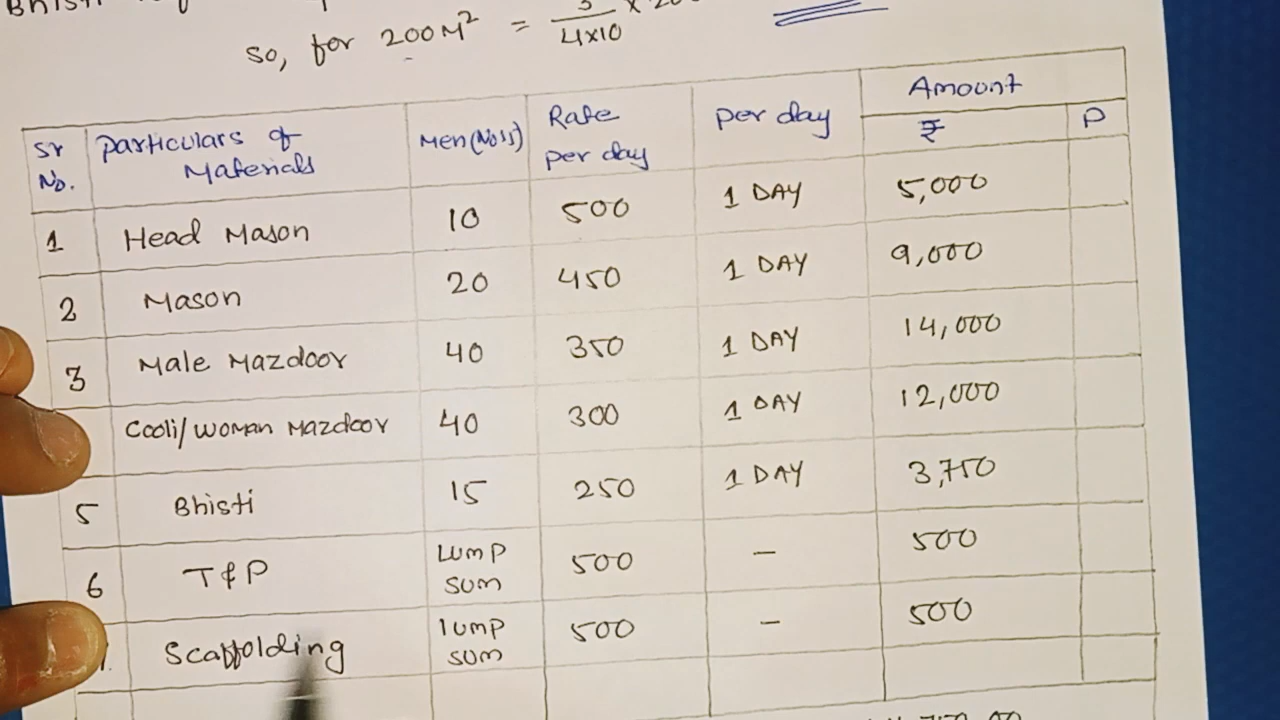 so, for 200M² =
4x10
Sr No. Particulars of Materials Men(No's) Rate per day per day Amount ₹ P
1 Head Mason 10 500 1 DAY 5,000
2 Mason 20 450 1 DAY 9,000
3 Male Mazdoor 40 350 1 DAY 14,000
Cooli/woman Mazdoor 40 300 1 DAY 12,000
5 Bhisti 15 250 1 DAY 3,750
6 T&P Lump sum 500 - 500
Scaffolding lump sum 500 - 500